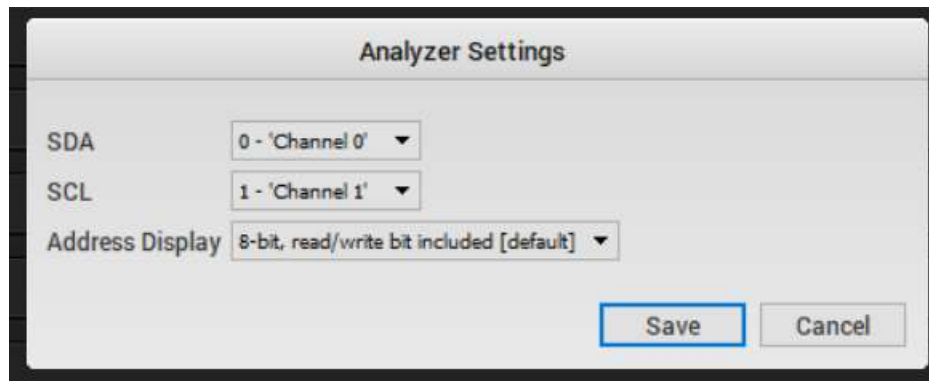 Analyzer Settings
SDA 0 - 'Channel 0'
SCL 1 - 'Channel 1'
Address Display 8-bit, read/write bit included [default]
Save Cancel